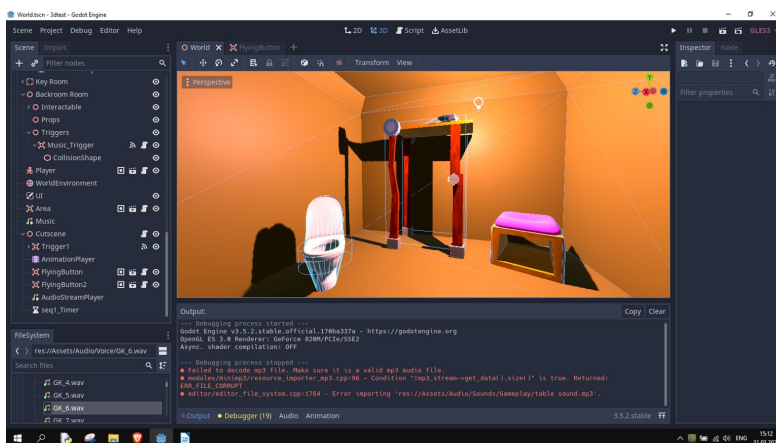 World.tscn - 3dtest - Godot Engine
Scene Project Debug Editor Help
2D 3D Script AssetLib
GLES3
Scene Import
World FlyingButton
Inspector Node
Filter nodes
Transform View
Perspective
Y
Z
X
Filter properties
Key Room
Backroom Room
Interactable
Props
Triggers
Music_Trigger
CollisionShape
Player
WorldEnvironment
UI
Area
Music
Cutscene
Trigger1
AnimationPlayer
FlyingButton
FlyingButton2
AudioStreamPlayer
seq1_Timer
FileSystem
res://Assets/Audio/Voice/GK_6.wav
Search files
GK_4.wav
GK_5.wav
GK_6.wav
GK_7.wav
Output:
Copy Clear
--- Debugging process started ---
Godot Engine v3.5.2.stable.official.170ba337a - https://godotengine.org
OpenGL ES 3.0 Renderer: GeForce 820M/PCIe/SSE2
Async. shader compilation: OFF
--- Debugging process stopped ---
Failed to decode mp3 file. Make sure it is a valid mp3 audio file.
modules/minimp3/resource_importer_mp3.cpp:96 - Condition "!mp3_stream->get_data().size()" is true. Returned:
ERR_FILE_CORRUPT
editor/editor_file_system.cpp:1764 - Error importing 'res://Assets/Audio/Sounds/Gameplay/table sound.mp3'.
Output Debugger (19) Audio Animation
3.5.2.stable
ENG
15:12